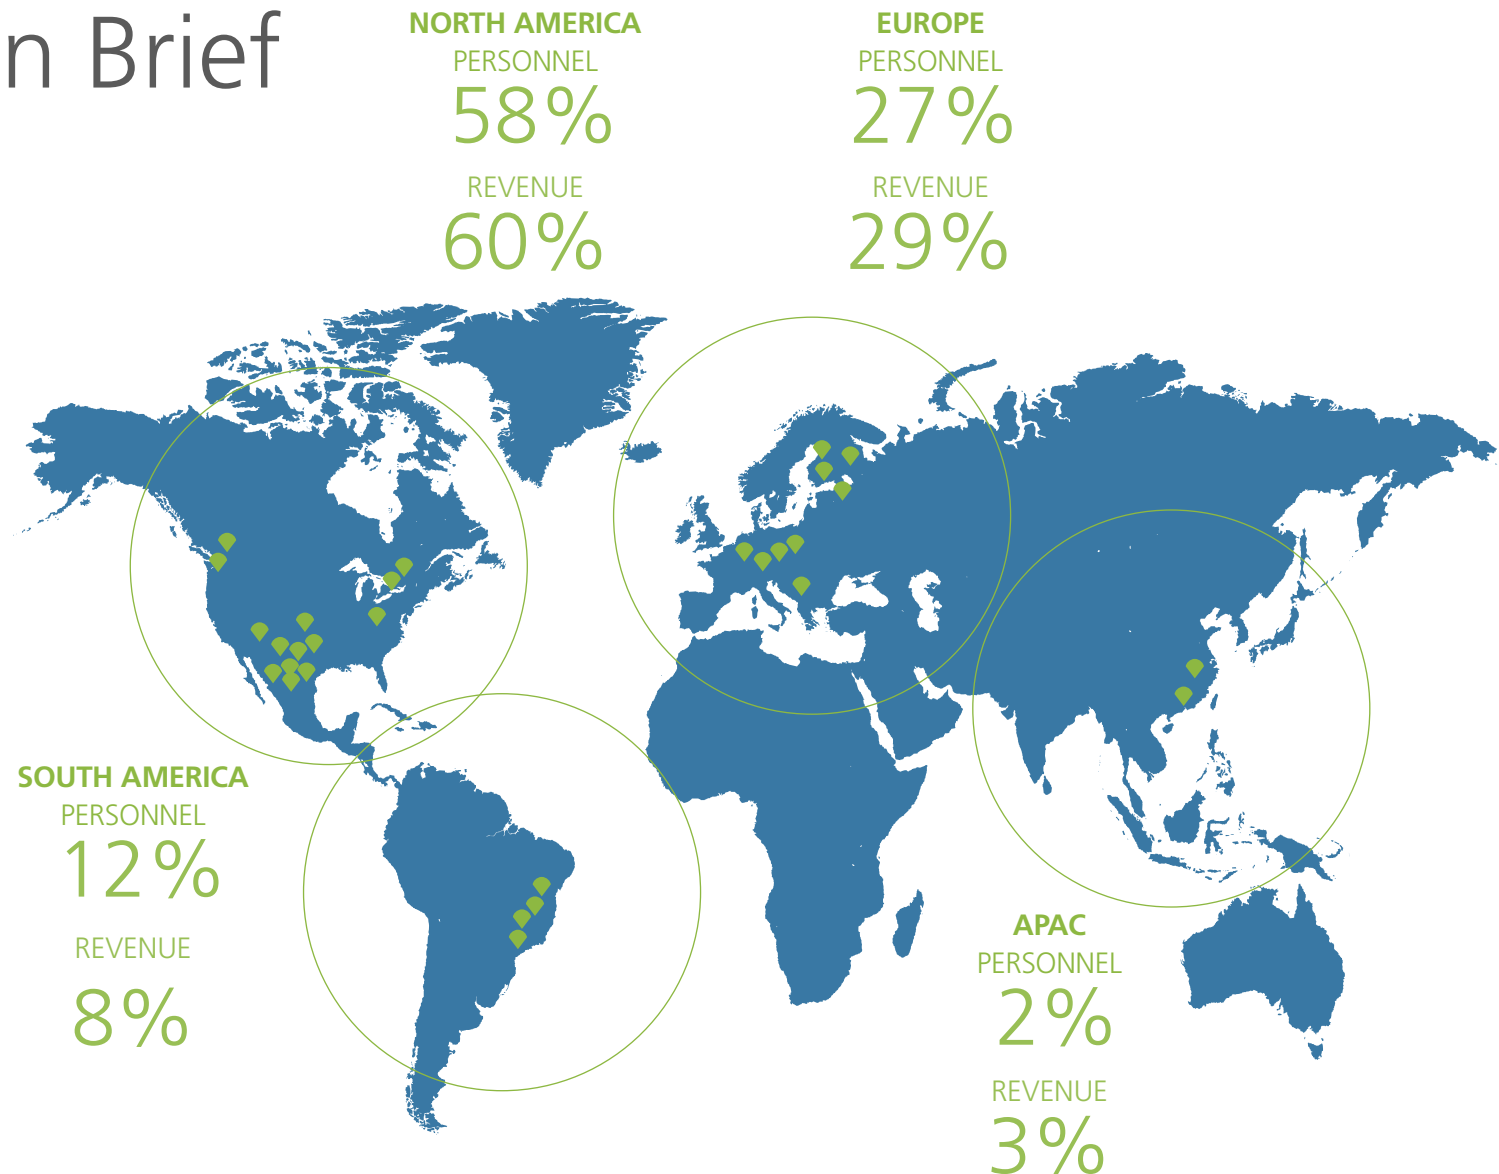 n Brief
NORTH AMERICA
PERSONNEL
58%
REVENUE
60%
EUROPE
PERSONNEL
27%
REVENUE
29%
SOUTH AMERICA
PERSONNEL
12%
REVENUE
8%
APAC
PERSONNEL
2%
REVENUE
3%